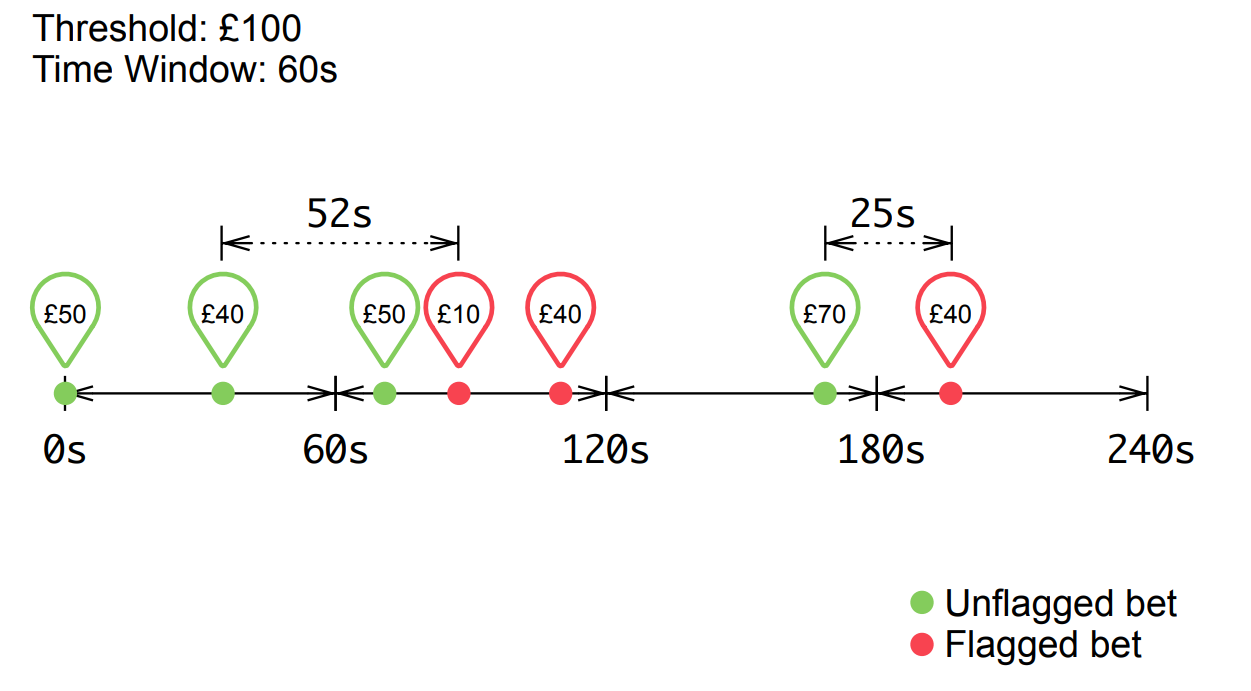 Threshold: £100
Time Window: 60s
52s
25s
£50
£40
£50
£10
£40
£70
£40
0s
60s
120s
180s
240s
Unflagged bet
Flagged bet